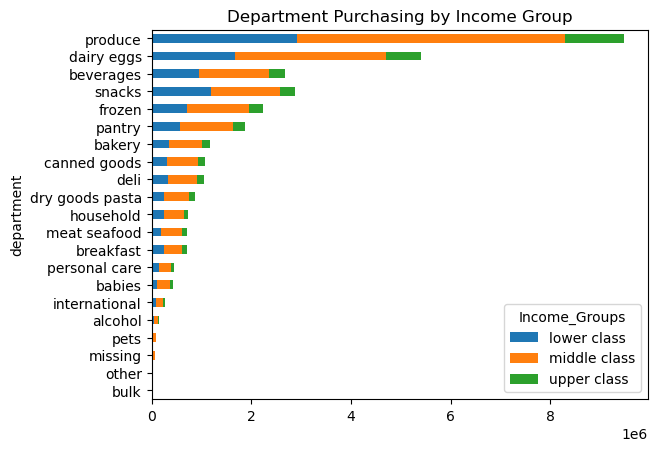 Department Purchasing by Income Group
department
produce
dairy eggs
beverages
snacks
frozen
pantry
bakery
canned goods
deli
dry goods pasta
household
meat seafood
breakfast
personal care
babies
international
alcohol
pets
missing
other
bulk
Income_Groups
lower class
middle class
upper class
0 2 4 6 8
1e6